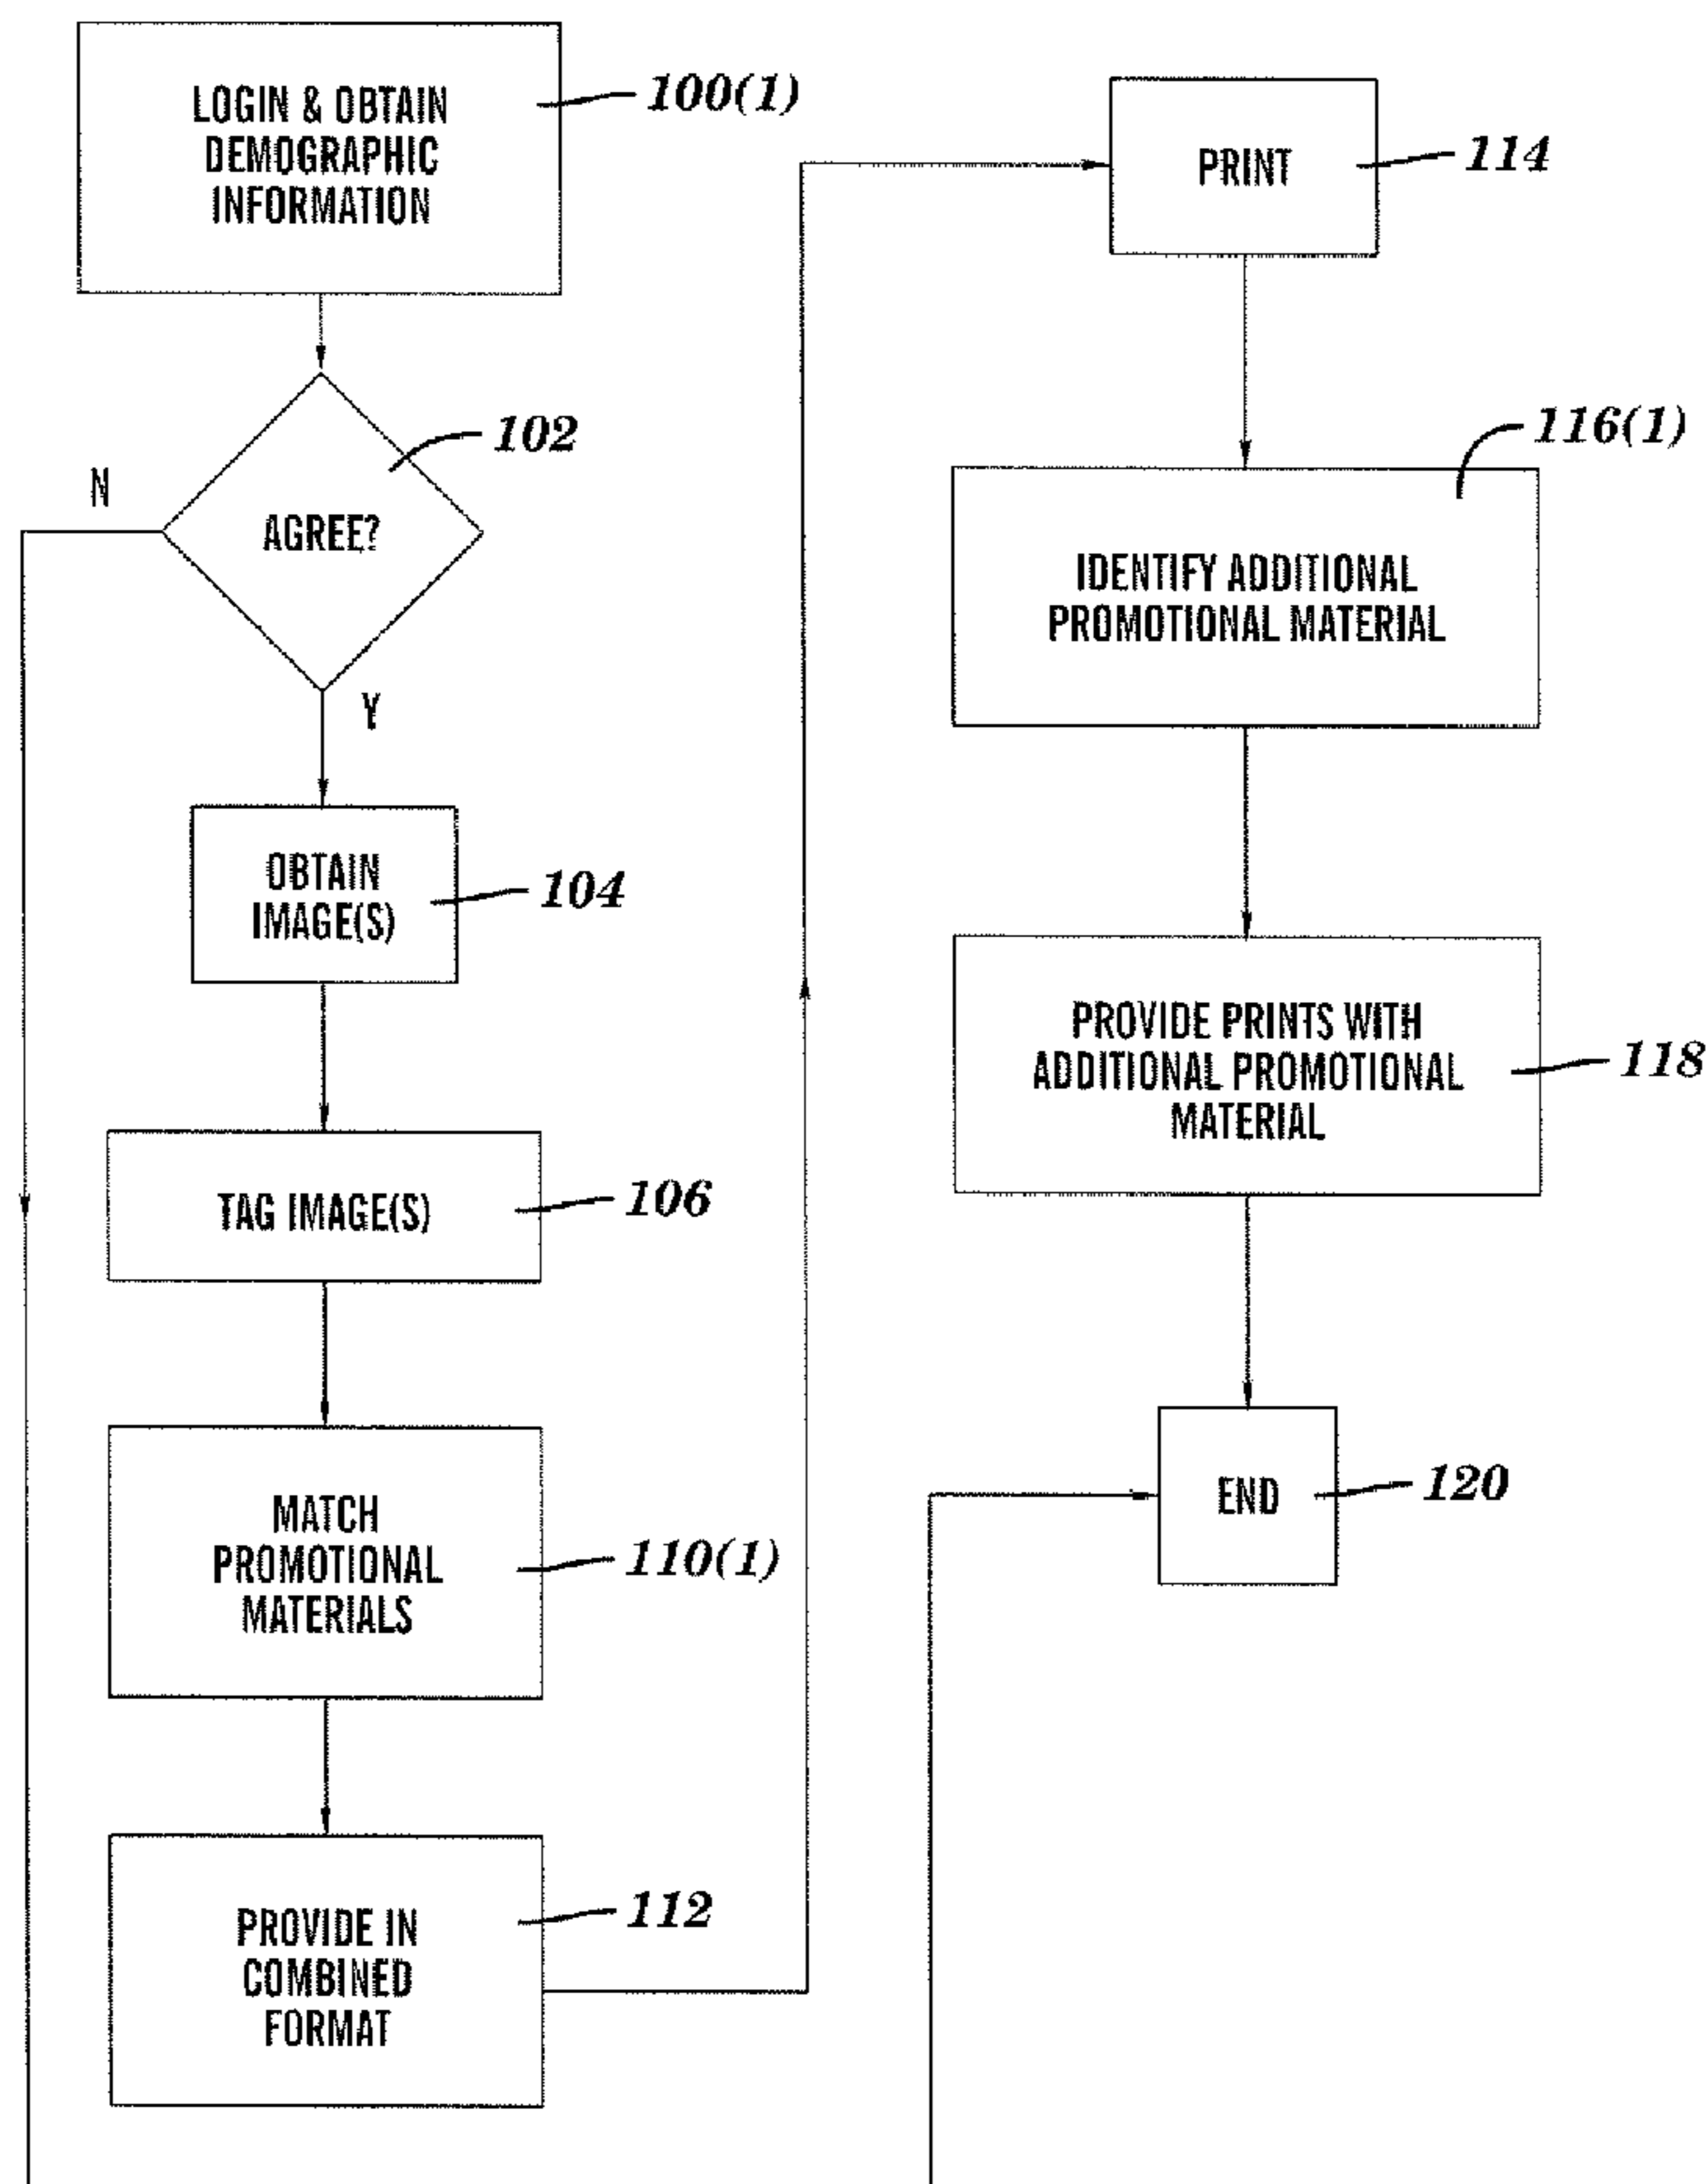 LOGIN & OBTAIN
DEMOGRAPHIC
INFORMATION
100(1)
AGREE?
102
N
Y
OBTAIN
IMAGE(S)
104
TAG IMAGE(S)
106
MATCH
PROMOTIONAL
MATERIALS
110(1)
PROVIDE IN
COMBINED
FORMAT
112
PRINT
114
IDENTIFY ADDITIONAL
PROMOTIONAL MATERIAL
116(1)
PROVIDE PRINTS WITH
ADDITIONAL PROMOTIONAL
MATERIAL
118
END
120